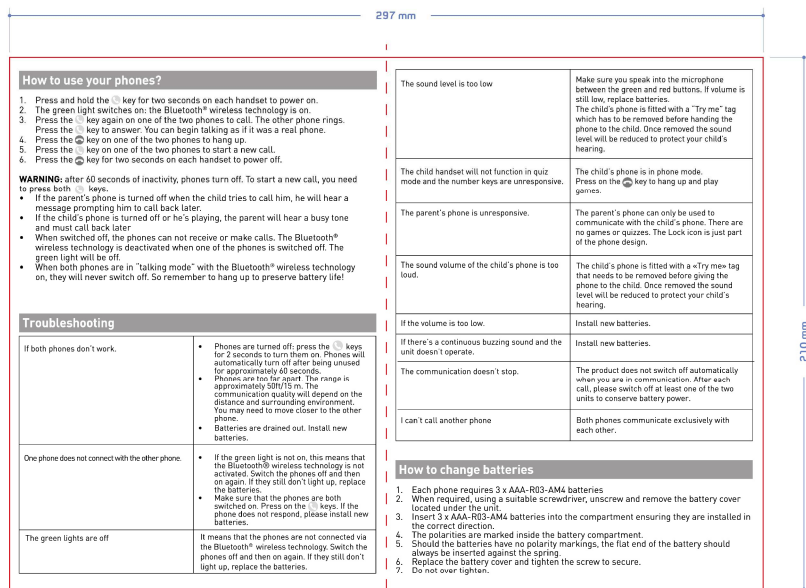 297 mm
How to use your phones?
1. Press and hold the key for two seconds on each handset to power on.
2. The green light switches on: the Bluetooth® wireless technology is on.
3. Press the key again on one of the two phones to call. The other phone rings.
Press the key to answer. You can begin talking as if it was a real phone.
4. Press the key on one of the two phones to hang up.
5. Press the key on one of the two phones to start a new call.
6. Press the key for two seconds on each handset to power off.
WARNING: after 60 seconds of inactivity, phones turn off. To start a new call, you need
to press both keys.
• If the parent's phone is turned off when the child tries to call him, he will hear a
message prompting him to call back later.
• If the child's phone is turned off or he's playing, the parent will hear a busy tone
and must call back later
• When switched off, the phones can not receive or make calls. The Bluetooth®
wireless technology is deactivated when one of the phones is switched off. The
green light will be off.
• When both phones are in "talking mode" with the Bluetooth® wireless technology
on, they will never switch off. So remember to hang up to preserve battery life!
Troubleshooting
If both phones don't work.
• Phones are turned off: press the keys
for 2 seconds to turn them on. Phones will
automatically turn off after being unused
for approximately 60 seconds.
• Phones are too far apart. The range is
approximately 50ft/15 m. The
communication quality will depend on the
distance and surrounding environment.
You may need to move closer to the other
phone.
• Batteries are drained out. Install new
batteries.
One phone does not connect with the other phone.
• If the green light is not on, this means that
the Bluetooth® wireless technology is not
activated. Switch the phones off and then
on again. If they still don't light up, replace
the batteries.
• Make sure that the phones are both
switched on. Press on the keys. If the
phone does not respond, please install new
batteries.
The green lights are off
It means that the phones are not connected via
the Bluetooth® wireless technology. Switch the
phones off and then on again. If they still don't
light up, replace the batteries.
The sound level is too low
Make sure you speak into the microphone
between the green and red buttons. If volume is
still low, replace batteries.
The child's phone is fitted with a "Try me" tag
which has to be removed before handing the
phone to the child. Once removed the sound
level will be reduced to protect your child's
hearing.
The child handset will not function in quiz
mode and the number keys are unresponsive.
The child's phone is in phone mode.
Press on the key to hang up and play
games.
The parent's phone is unresponsive.
The parent's phone can only be used to
communicate with the child's phone. There are
no games or quizzes. The Lock icon is just part
of the phone design.
The sound volume of the child's phone is too
loud.
The child's phone is fitted with a «Try me» tag
that needs to be removed before giving the
phone to the child. Once removed the sound
level will be reduced to protect your child's
hearing.
If the volume is too low.
Install new batteries.
If there's a continuous buzzing sound and the
unit doesn't operate.
Install new batteries.
The communication doesn't stop.
The product does not switch off automatically
when you are in communication. After each
call, please switch off at least one of the two
units to conserve battery power.
I can't call another phone
Both phones communicate exclusively with
each other.
How to change batteries
1. Each phone requires 3 x AAA-R03-AM4 batteries
2. When required, using a suitable screwdriver, unscrew and remove the battery cover
located under the unit.
3. Insert 3 x AAA-R03-AM4 batteries into the compartment ensuring they are installed in
the correct direction.
4. The polarities are marked inside the battery compartment.
5. Should the batteries have no polarity markings, the flat end of the battery should
always be inserted against the spring.
6. Replace the battery cover and tighten the screw to secure.
7. Do not over tighten.
210 mm